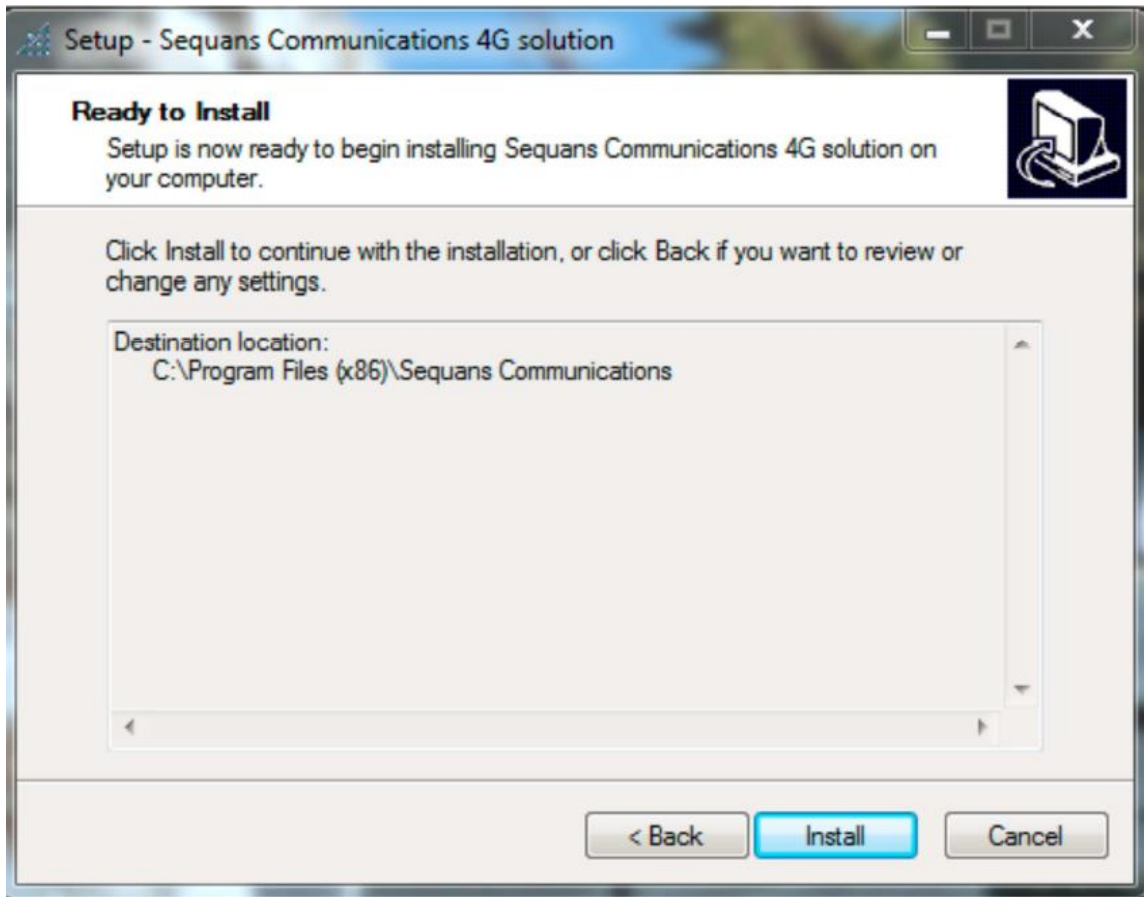 Setup - Sequans Communications 4G solution
Ready to Install
Setup is now ready to begin installing Sequans Communications 4G solution on
your computer.
Click Install to continue with the installation, or click Back if you want to review or
change any settings.
Destination location:
C:\Program Files (x86)\Sequans Communications
< Back
Install
Cancel